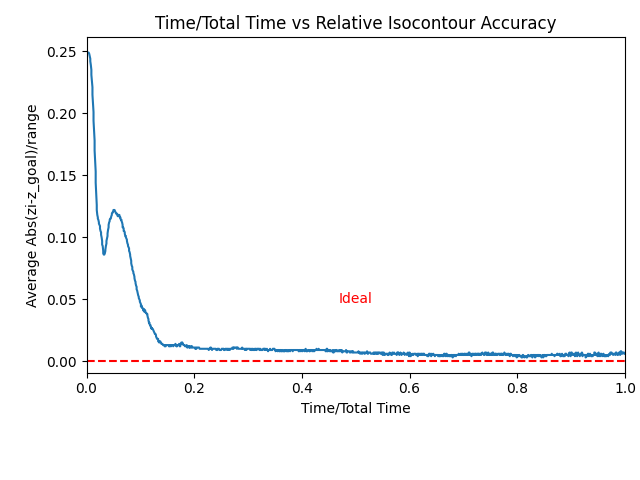 Time/Total Time vs Relative Isocontour Accuracy
Average Abs(zi-z_goal)/range
0.25
0.20
0.15
0.10
0.05
0.00
Ideal
0.0 0.2 0.4 0.6 0.8 1.0
Time/Total Time